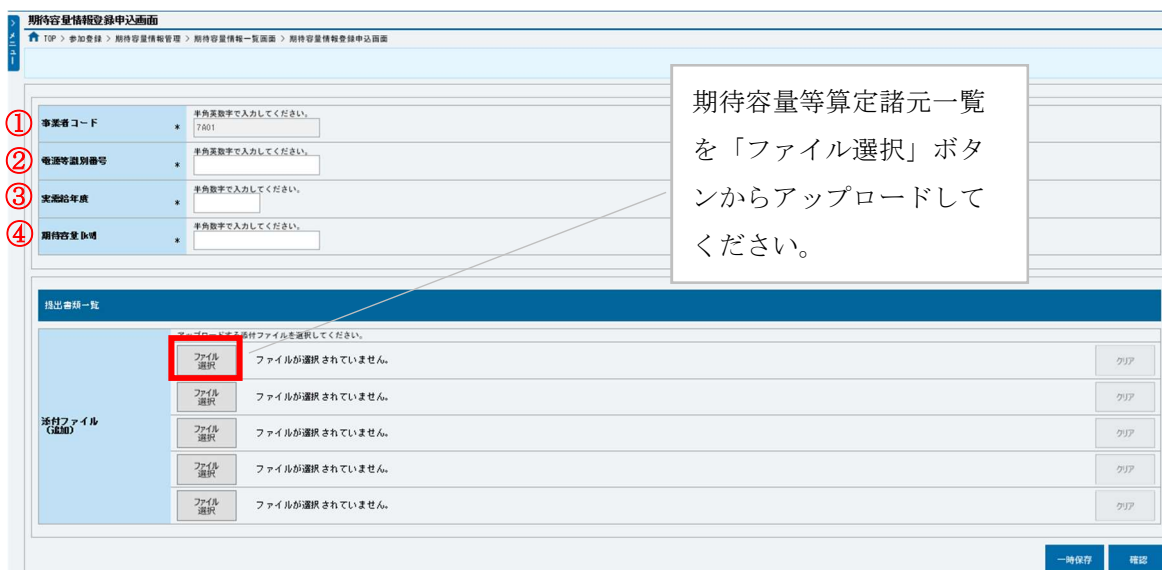 期待容量情報登録申込画面
> メニュー
TOP > 参加登録 > 期待容量情報管理 > 期待容量情報一覧画面 > 期待容量情報登録申込画面
期待容量等算定諸元一覧
を「ファイル選択」ボタ
ンからアップロードして
ください。
① 事業者コード * 半角英数字で入力してください。
7A01
② 電源等識別番号 * 半角英数字で入力してください。
③ 実需給年度 * 半角数字で入力してください。
④ 期待容量[kW] * 半角数字で入力してください。
提出書類一覧
アップロードする添付ファイルを選択してください。
添付ファイル
(追加)
ファイル
選択
ファイルが選択されていません。
クリア
ファイル
選択
ファイルが選択されていません。
クリア
ファイル
選択
ファイルが選択されていません。
クリア
ファイル
選択
ファイルが選択されていません。
クリア
ファイル
選択
ファイルが選択されていません。
クリア
一時保存 確認